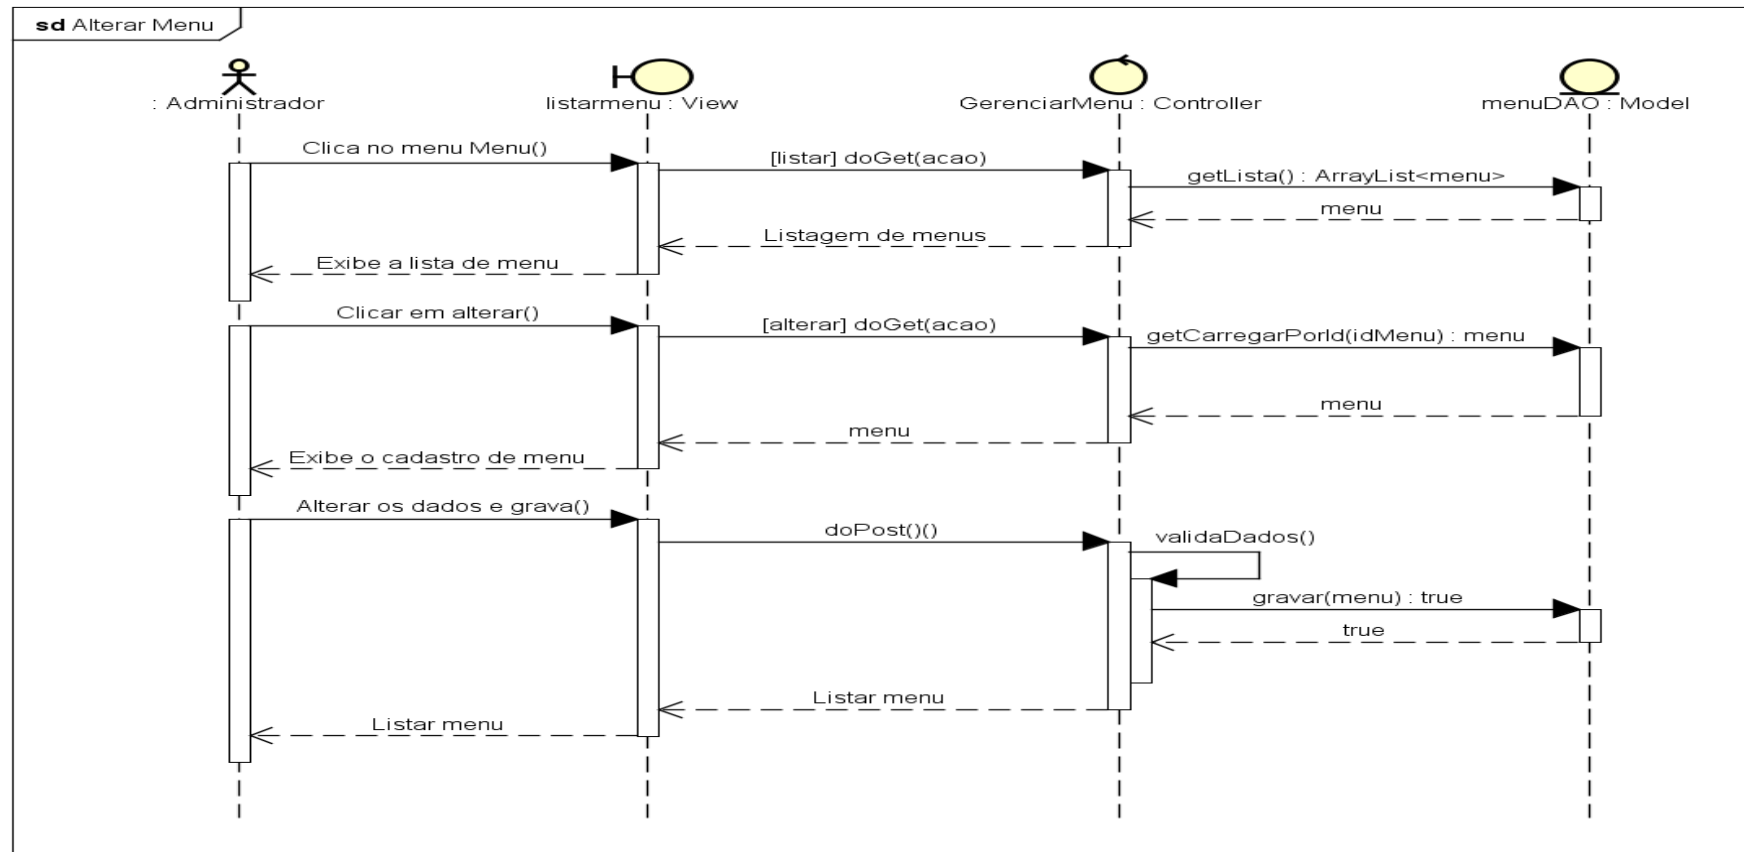 sd Alterar Menu
: Administrador
listarmenu : View
GerenciarMenu : Controller
menuDAO : Model
Clica no menu Menu()
[listar] doGet(acao)
getLista() : ArrayList<menu>
menu
Listagem de menus
Exibe a lista de menu
Clicar em alterar()
[alterar] doGet(acao)
getCarregarPorId(idMenu) : menu
menu
menu
Exibe o cadastro de menu
Alterar os dados e grava()
doPost()()
validaDados()
gravar(menu) : true
true
Listar menu
Listar menu